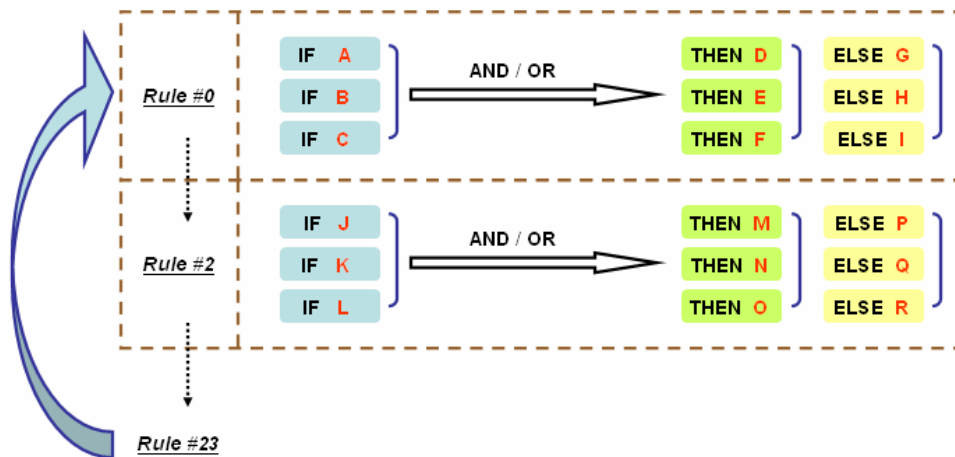 IF A
IF B
IF C
Rule #0
AND / OR
THEN D
THEN E
THEN F
ELSE G
ELSE H
ELSE I
IF J
IF K
IF L
Rule #2
AND / OR
THEN M
THEN N
THEN O
ELSE P
ELSE Q
ELSE R
Rule #23